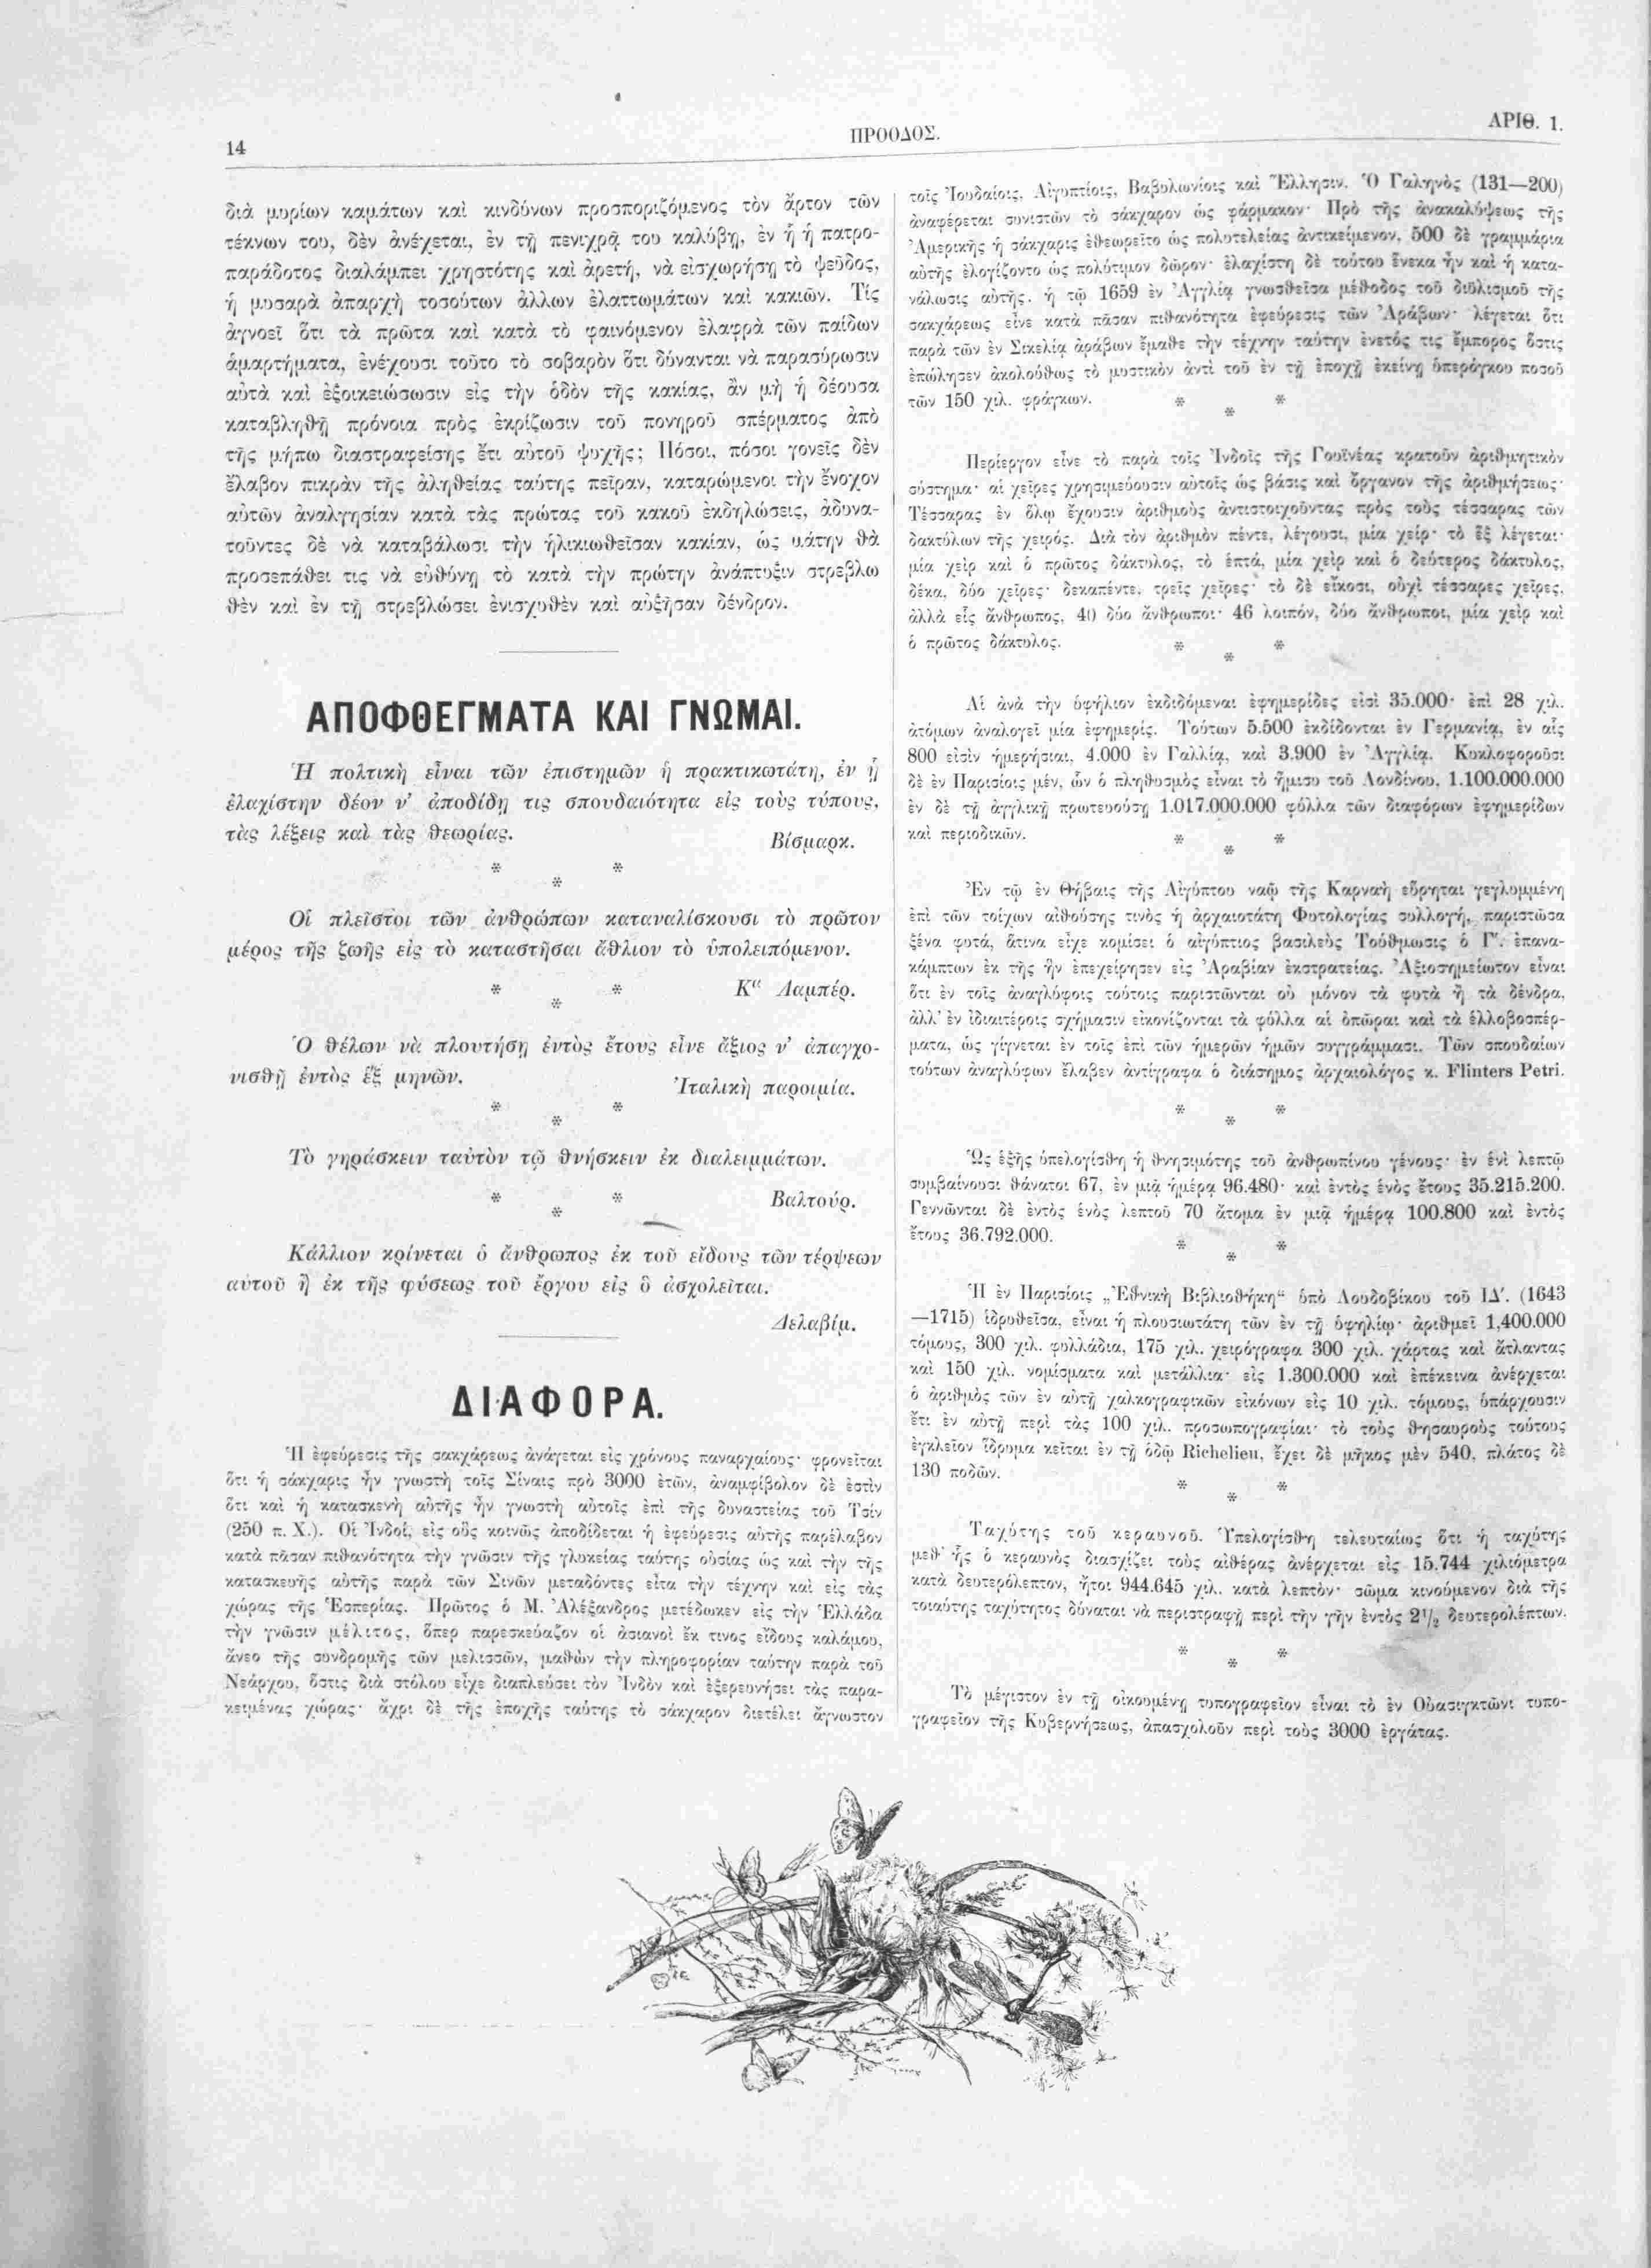 14
ΠΡΟΟΔΟΣ.
ΑΡΙΘ. 1.
διὰ μυρίων καμάτων καὶ κινδύνων προσποριζόμενος τὸν ἄρτον τῶν
τέκνων του, δὲν ἀνέχεται, ἐν τῇ πενιχρᾷ του καλύβῃ, ἐν ᾗ ἡ πατρο-
παράδοτος διαλάμπει χρηστότης καὶ ἀρετή, νὰ εἰσχωρήσῃ τὸ ψεῦδος,
ἡ μυσαρὰ ἀπαρχὴ τοσούτων ἄλλων ἐλαττωμάτων καὶ κακιῶν. Τίς
ἀγνοεῖ ὅτι τὰ πρῶτα καὶ κατὰ τὸ φαινόμενον ἐλαφρὰ τῶν παίδων
ἁμαρτήματα, ἐνέχουσι τοῦτο τὸ σοβαρὸν ὅτι δύνανται νὰ παρασύρωσιν
αὐτὰ καὶ ἐξοικειώσωσιν εἰς τὴν ὁδὸν τῆς κακίας, ἂν μὴ ἡ δέουσα
καταβληθῇ πρόνοια πρὸς ἐκρίζωσιν τοῦ πονηροῦ σπέρματος ἀπὸ
τῆς μήπω διαστραφείσης ἔτι αὐτοῦ ψυχῆς; Πόσοι, πόσοι γονεῖς δὲν
ἔλαβον πικρὰν τῆς ἀληθείας ταύτης πεῖραν, καταρώμενοι τὴν ἔνοχον
αὐτῶν ἀναλγησίαν κατὰ τὰς πρώτας τοῦ κακοῦ ἐκδηλώσεις, ἀδυνα-
τοῦντες δὲ νὰ καταβάλωσι τὴν ἡλικιωθεῖσαν κακίαν, ὡς μάτην θὰ
προσεπάθει τις νὰ εὐθύνῃ τὸ κατὰ τὴν πρώτην ἀνάπτυξιν στρεβλω
θὲν καὶ ἐν τῇ στρεβλώσει ἐνισχυθὲν καὶ αὐξῆσαν δένδρον.
ΑΠΟΦΘΕΓΜΑΤΑ ΚΑΙ ΓΝΩΜΑΙ.
Ἡ πολτικὴ εἶναι τῶν ἐπιστημῶν ἡ πρακτικωτάτη, ἐν ᾗ
ἐλαχίστην δέον ν' ἀποδίδῃ τις σπουδαιότητα εἰς τοὺς τύπους,
τὰς λέξεις καὶ τὰς θεωρίας.
Βίσμαρκ.
* * *
Οἱ πλεῖστοι τῶν ἀνθρώπων καταναλίσκουσι τὸ πρῶτον
μέρος τῆς ζωῆς εἰς τὸ καταστῆσαι ἄθλιον τὸ ὑπολειπόμενον.
Κα Λαμπέρ.
* * *
Ὁ θέλων νὰ πλουτήσῃ ἐντὸς ἔτους εἶνε ἄξιος ν' ἀπαγχο-
νισθῇ ἐντὸς ἓξ μηνῶν.
Ἰταλικὴ παροιμία.
* * *
Τὸ γηράσκειν ταὐτὸν τῷ θνήσκειν ἐκ διαλειμμάτων.
Βαλτούρ.
* * *
Κάλλιον κρίνεται ὁ ἄνθρωπος ἐκ τοῦ εἴδους τῶν τέρψεων
αὐτοῦ ἢ ἐκ τῆς φύσεως τοῦ ἔργου εἰς ὃ ἀσχολεῖται.
Δελαβίμ.
ΔΙΑΦΟΡΑ.
Ἡ ἐφεύρεσις τῆς σακχάρεως ἀνάγεται εἰς χρόνους παναρχαίους· φρονεῖται
ὅτι ἡ σάκχαρις ἦν γνωστὴ τοῖς Σίναις πρὸ 3000 ἐτῶν, ἀναμφίβολον δὲ ἐστὶν
ὅτι καὶ ἡ κατασκευὴ αὐτῆς ἦν γνωστὴ αὐτοῖς ἐπὶ τῆς δυναστείας τοῦ Τσίν
(250 π. Χ.). Οἱ Ἰνδοί, εἰς οὓς κοινῶς ἀποδίδεται ἡ ἐφεύρεσις αὐτῆς παρέλαβον
κατὰ πᾶσαν πιθανότητα τὴν γνῶσιν τῆς γλυκείας ταύτης οὐσίας ὡς καὶ τὴν τῆς
κατασκευῆς αὐτῆς παρὰ τῶν Σινῶν μεταδόντες εἶτα τὴν τέχνην καὶ εἰς τὰς
χώρας τῆς Ἑσπερίας. Πρῶτος ὁ Μ. Ἀλέξανδρος μετέδωκεν εἰς τὴν Ἑλλάδα
τὴν γνῶσιν μέλιτος, ὅπερ παρεσκεύαζον οἱ ἀσιανοὶ ἔκ τινος εἴδους καλάμου,
ἄνεο τῆς συνδρομῆς τῶν μελισσῶν, μαθὼν τὴν πληροφορίαν ταύτην παρὰ τοῦ
Νεάρχου, ὅστις διὰ στόλου εἶχε διαπλεύσει τὸν Ἰνδὸν καὶ ἐξερευνήσει τὰς παρα-
κειμένας χώρας· ἄχρι δὲ τῆς ἐποχῆς ταύτης τὸ σάκχαρον διετέλει ἄγνωστον
τοῖς Ἰουδαίοις, Αἰγυπτίοις, Βαβυλωνίοις καὶ Ἕλλησιν. Ὁ Γαληνὸς (131—200)
ἀναφέρεται συνιστῶν τὸ σάκχαρον ὡς φάρμακον· Πρὸ τῆς ἀνακαλύψεως τῆς
Ἀμερικῆς ἡ σάκχαρις ἐθεωρεῖτο ὡς πολυτελείας ἀντικείμενον, 500 δὲ γραμμάρια
αὐτῆς ἐλογίζοντο ὡς πολύτιμον δῶρον· ἐλαχίστη δὲ τούτου ἕνεκα ἦν καὶ ἡ κατα-
νάλωσις αὐτῆς. ἡ τῷ 1659 ἐν Ἀγγλίᾳ γνωσθεῖσα μέθοδος τοῦ διϋλισμοῦ τῆς
σακχάρεως εἶνε κατὰ πᾶσαν πιθανότητα ἐφεύρεσις τῶν Ἀράβων· λέγεται ὅτι
παρὰ τῶν ἐν Σικελίᾳ ἀράβων ἔμαθε τὴν τέχνην ταύτην ἐνετός τις ἔμπορος ὅστις
ἐπώλησεν ἀκολούθως τὸ μυστικὸν ἀντὶ τοῦ ἐν τῇ ἐποχῇ ἐκείνῃ ὑπερόγκου ποσοῦ
τῶν 150 χιλ. φράγκων.
* * *
Περίεργον εἶνε τὸ παρὰ τοῖς Ἰνδοῖς τῆς Γουϊνέας κρατοῦν ἀριθμητικὸν
σύστημα· αἱ χεῖρες χρησιμεύουσιν αὐτοῖς ὡς βάσις καὶ ὄργανον τῆς ἀριθμήσεως·
Τέσσαρας ἐν ὅλῳ ἔχουσιν ἀριθμοὺς ἀντιστοιχοῦντας πρὸς τοὺς τέσσαρας τῶν
δακτύλων τῆς χειρός. Διὰ τὸν ἀριθμὸν πέντε, λέγουσι, μία χείρ· τὸ ἓξ λέγεται·
μία χεὶρ καὶ ὁ πρῶτος δάκτυλος, τὸ ἑπτά, μία χεὶρ καὶ ὁ δεύτερος δάκτυλος,
δέκα, δύο χεῖρες· δεκαπέντε, τρεῖς χεῖρες· τὸ δὲ εἴκοσι, οὐχὶ τέσσαρες χεῖρες,
ἀλλὰ εἷς ἄνθρωπος, 40 δύο ἄνθρωποι· 46 λοιπόν, δύο ἄνθρωποι, μία χεὶρ καὶ
ὁ πρῶτος δάκτυλος.
* * *
Αἱ ἀνὰ τὴν ὑφήλιον ἐκδιδόμεναι ἐφημερίδες εἰσὶ 35.000· ἐπὶ 28 χιλ.
ἀτόμων ἀναλογεῖ μία ἐφημερίς. Τούτων 5.500 ἐκδίδονται ἐν Γερμανίᾳ, ἐν αἷς
800 εἰσὶν ἡμερήσιαι, 4.000 ἐν Γαλλίᾳ, καὶ 3.900 ἐν Ἀγγλίᾳ. Κυκλοφοροῦσι
δὲ ἐν Παρισίοις μέν, ὧν ὁ πληθυσμὸς εἶναι τὸ ἥμισυ τοῦ Λονδίνου, 1.100.000.000
ἐν δὲ τῇ ἀγγλικῇ πρωτευούσῃ 1.017.000.000 φύλλα τῶν διαφόρων ἐφημερίδων
καὶ περιοδικῶν.
* * *
Ἐν τῷ ἐν Θήβαις τῆς Αἰγύπτου ναῷ τῆς Καρνακὴ εὕρηται γεγλυμμένη
ἐπὶ τῶν τοίχων αἰθούσης τινὸς ἡ ἀρχαιοτάτη Φυτολογίας συλλογή, παριστῶσα
ξένα φυτά, ἅτινα εἶχε κομίσει ὁ αἰγύπτιος βασιλεὺς Τούθμωσις ὁ Γ'. ἐπανα-
κάμπτων ἐκ τῆς ἣν ἐπεχείρησεν εἰς Ἀραβίαν ἐκστρατείας. Ἀξιοσημείωτον εἶναι
ὅτι ἐν τοῖς ἀναγλύφοις τούτοις παριστῶνται οὐ μόνον τὰ φυτὰ ἢ τὰ δένδρα,
ἀλλ' ἐν ἰδιαιτέροις σχήμασιν εἰκονίζονται τὰ φύλλα αἱ ὀπῶραι καὶ τὰ ἑλλοβοσπέρ-
ματα, ὡς γίγνεται ἐν τοῖς ἐπὶ τῶν ἡμερῶν ἡμῶν συγγράμμασι. Τῶν σπουδαίων
τούτων ἀναγλύφων ἔλαβεν ἀντίγραφα ὁ διάσημος ἀρχαιολόγος κ. Flinters Petri.
* * *
Ὡς ἑξῆς ὑπελογίσθη ἡ θνησιμότης τοῦ ἀνθρωπίνου γένους· ἐν ἑνὶ λεπτῷ
συμβαίνουσι θάνατοι 67, ἐν μιᾷ ἡμέρᾳ 96.480· καὶ ἐντὸς ἑνὸς ἔτους 35.215.200.
Γεννῶνται δὲ ἐντὸς ἑνὸς λεπτοῦ 70 ἄτομα ἐν μιᾷ ἡμέρᾳ 100.800 καὶ ἐντὸς
ἔτους 36.792.000.
* * *
Ἡ ἐν Παρισίοις „Ἐθνικὴ Βιβλιοθήκη“ ὑπὸ Λουδοβίκου τοῦ ΙΔ'. (1643
—1715) ἱδρυθεῖσα, εἶναι ἡ πλουσιωτάτη τῶν ἐν τῇ ὑφηλίῳ· ἀριθμεῖ 1,400.000
τόμους, 300 χιλ. φυλλάδια, 175 χιλ. χειρόγραφα 300 χιλ. χάρτας καὶ ἄτλαντας
καὶ 150 χιλ. νομίσματα καὶ μετάλλια· εἰς 1.300.000 καὶ ἐπέκεινα ἀνέρχεται
ὁ ἀριθμὸς τῶν ἐν αὐτῇ χαλκογραφικῶν εἰκόνων εἰς 10 χιλ. τόμους, ὑπάρχουσιν
ἔτι ἐν αὐτῇ περὶ τὰς 100 χιλ. προσωπογραφίαι· τὸ τοὺς θησαυροὺς τούτους
ἐγκλεῖον ἵδρυμα κεῖται ἐν τῇ ὁδῷ Richelieu, ἔχει δὲ μῆκος μὲν 540, πλάτος δὲ
130 ποδῶν.
* * *
Ταχύτης τοῦ κεραυνοῦ. Ὑπελογίσθη τελευταίως ὅτι ἡ ταχύτης
μεθ' ἧς ὁ κεραυνὸς διασχίζει τοὺς αἰθέρας ἀνέρχεται εἰς 15.744 χιλιόμετρα
κατὰ δευτερόλεπτον, ἤτοι 944.645 χιλ. κατὰ λεπτόν· σῶμα κινούμενον διὰ τῆς
τοιαύτης ταχύτητος δύναται νὰ περιστραφῇ περὶ τὴν γῆν ἐντὸς 2½ δευτερολέπτων.
* * *
Τὸ μέγιστον ἐν τῇ οἰκουμένῃ τυπογραφεῖον εἶναι τὸ ἐν Οὐασιγκτῶνι τυπο-
γραφεῖον τῆς Κυβερνήσεως, ἀπασχολοῦν περὶ τοὺς 3000 ἐργάτας.